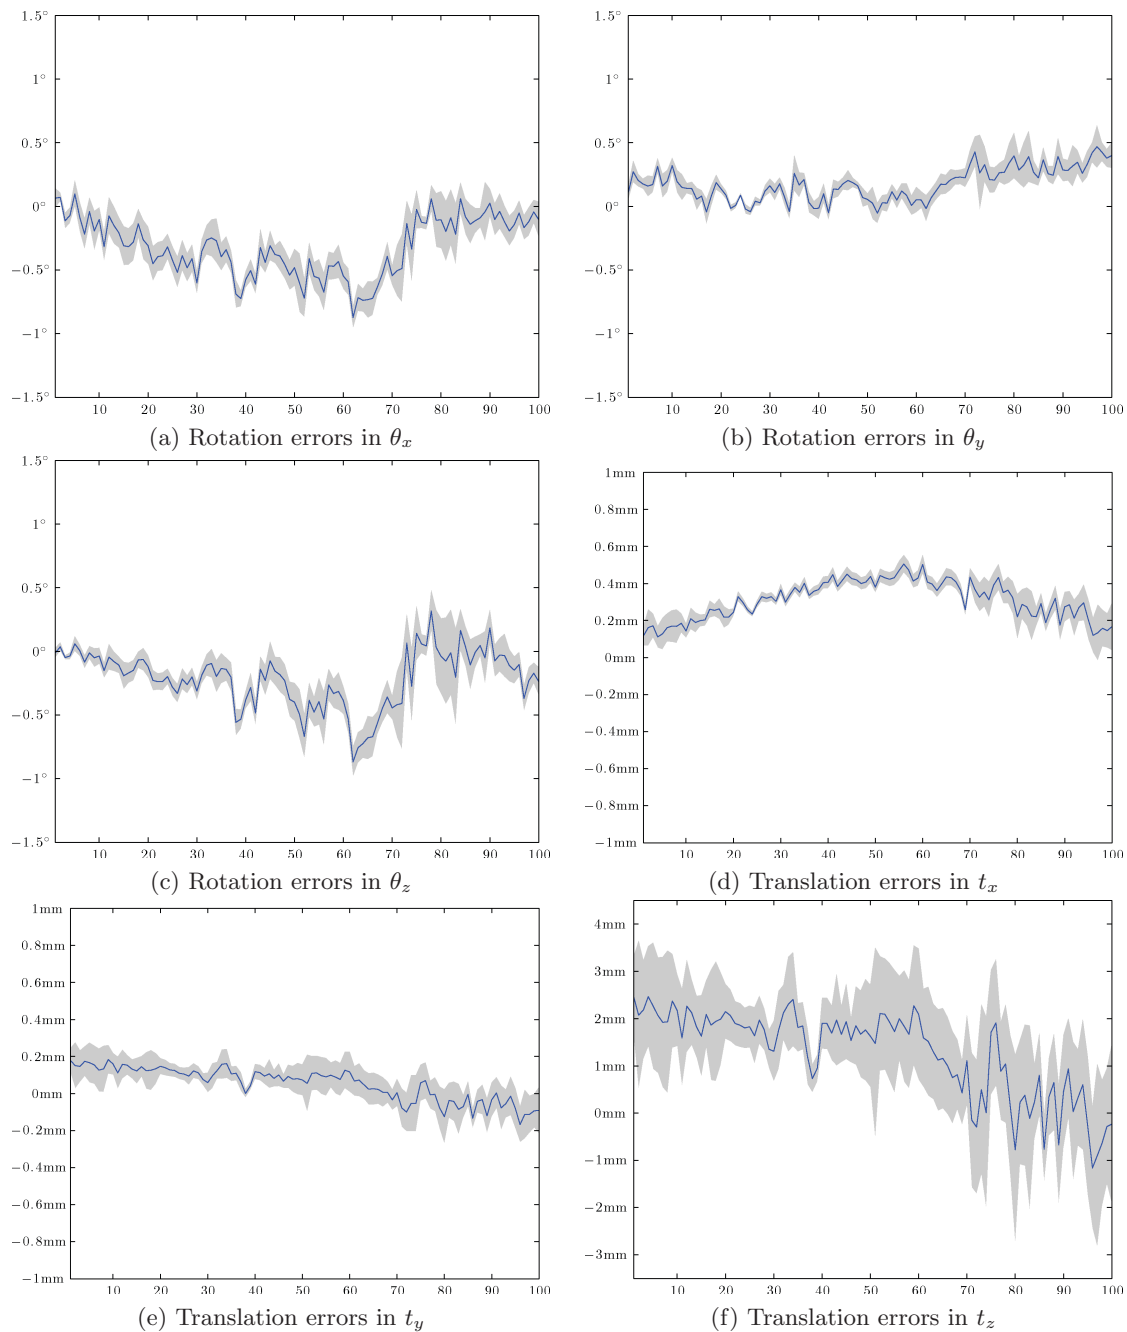 1.5°
1°
0.5°
0°
−0.5°
−1°
−1.5°
10 20 30 40 50 60 70 80 90 100
(a) Rotation errors in θx
1.5°
1°
0.5°
0°
−0.5°
−1°
−1.5°
10 20 30 40 50 60 70 80 90 100
(b) Rotation errors in θy
1.5°
1°
0.5°
0°
−0.5°
−1°
−1.5°
10 20 30 40 50 60 70 80 90 100
(c) Rotation errors in θz
1mm
0.8mm
0.6mm
0.4mm
0.2mm
0mm
−0.2mm
−0.4mm
−0.6mm
−0.8mm
−1mm
10 20 30 40 50 60 70 80 90 100
(d) Translation errors in tx
1mm
0.8mm
0.6mm
0.4mm
0.2mm
0mm
−0.2mm
−0.4mm
−0.6mm
−0.8mm
−1mm
10 20 30 40 50 60 70 80 90 100
(e) Translation errors in ty
4mm
3mm
2mm
1mm
0mm
−1mm
−2mm
−3mm
10 20 30 40 50 60 70 80 90 100
(f) Translation errors in tz